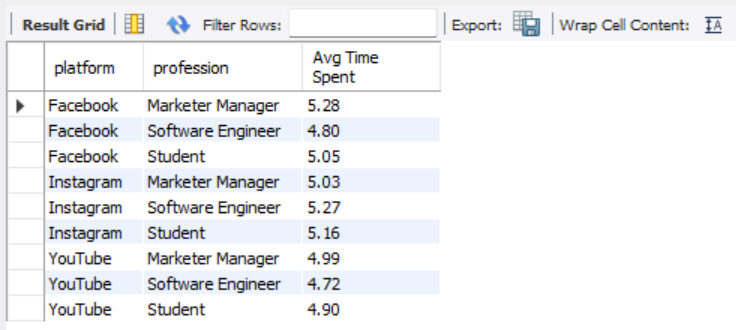 Result Grid Filter Rows: Export: Wrap Cell Content: IA
platform profession Avg Time Spent
Facebook Marketer Manager 5.28
Facebook Software Engineer 4.80
Facebook Student 5.05
Instagram Marketer Manager 5.03
Instagram Software Engineer 5.27
Instagram Student 5.16
YouTube Marketer Manager 4.99
YouTube Software Engineer 4.72
YouTube Student 4.90